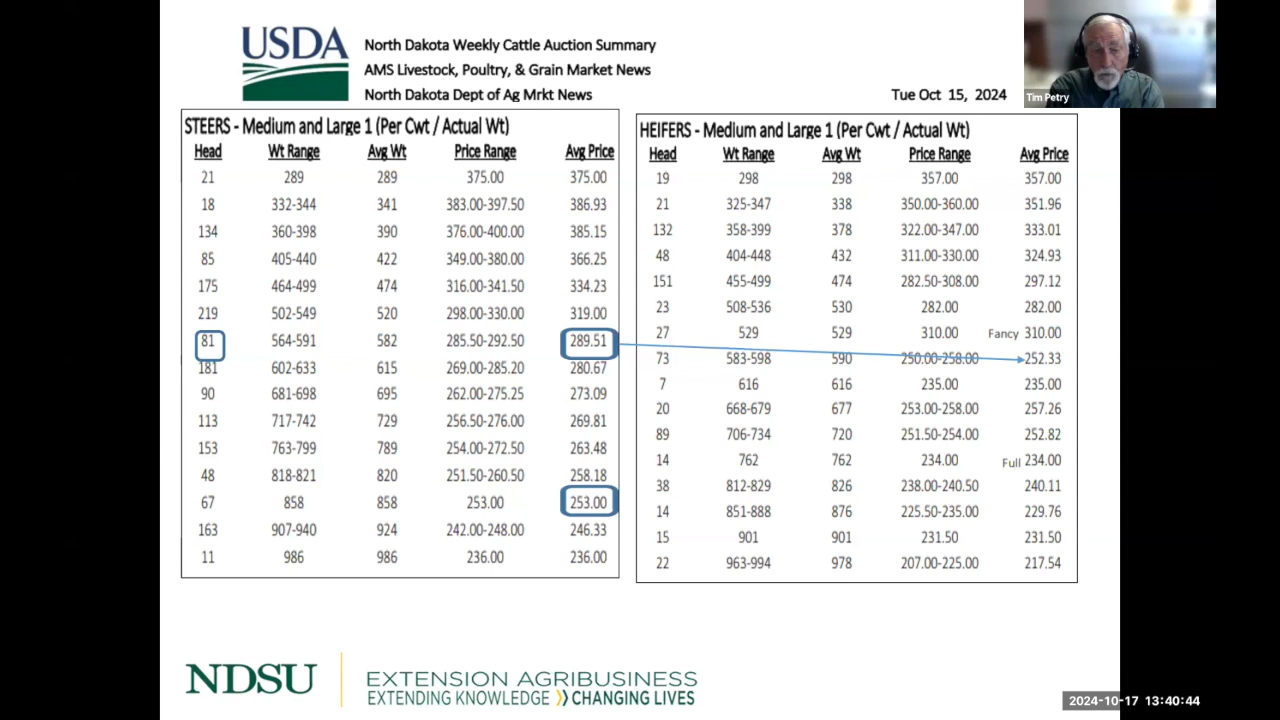 USDA
North Dakota Weekly Cattle Auction Summary
AMS Livestock, Poultry, & Grain Market News
North Dakota Dept of Ag Mrkt News
Tue Oct 15, 2024
Tim Petry
STEERS - Medium and Large 1 (Per Cwt / Actual Wt)
Head Wt Range Avg Wt Price Range Avg Price
21 289 289 375.00 375.00
18 332-344 341 383.00-397.50 386.93
134 360-398 390 376.00-400.00 385.15
85 405-440 422 349.00-380.00 366.25
175 464-499 474 316.00-341.50 334.23
219 502-549 520 298.00-330.00 319.00
81 564-591 582 285.50-292.50 289.51
181 602-633 615 269.00-285.20 280.67
90 681-698 695 262.00-275.25 273.09
113 717-742 729 256.50-276.00 269.81
153 763-799 789 254.00-272.50 263.48
48 818-821 820 251.50-260.50 258.18
67 858 858 253.00 253.00
163 907-940 924 242.00-248.00 246.33
11 986 986 236.00 236.00
HEIFERS - Medium and Large 1 (Per Cwt / Actual Wt)
Head Wt Range Avg Wt Price Range Avg Price
19 298 298 357.00 357.00
21 325-347 338 350.00-360.00 351.96
132 358-399 378 322.00-347.00 333.01
48 404-448 432 311.00-330.00 324.93
151 455-499 474 282.50-308.00 297.12
23 508-536 530 282.00 282.00
27 529 529 310.00 Fancy 310.00
73 583-598 590 250.00-258.00 252.33
7 616 616 235.00 235.00
20 668-679 677 253.00-258.00 257.26
89 706-734 720 251.50-254.00 252.82
14 762 762 234.00 Full 234.00
38 812-829 826 238.00-240.50 240.11
14 851-888 876 225.50-235.00 229.76
15 901 901 231.50 231.50
22 963-994 978 207.00-225.00 217.54
NDSU
EXTENSION AGRIBUSINESS
EXTENDING KNOWLEDGE CHANGING LIVES
2024-10-17 13:40:44